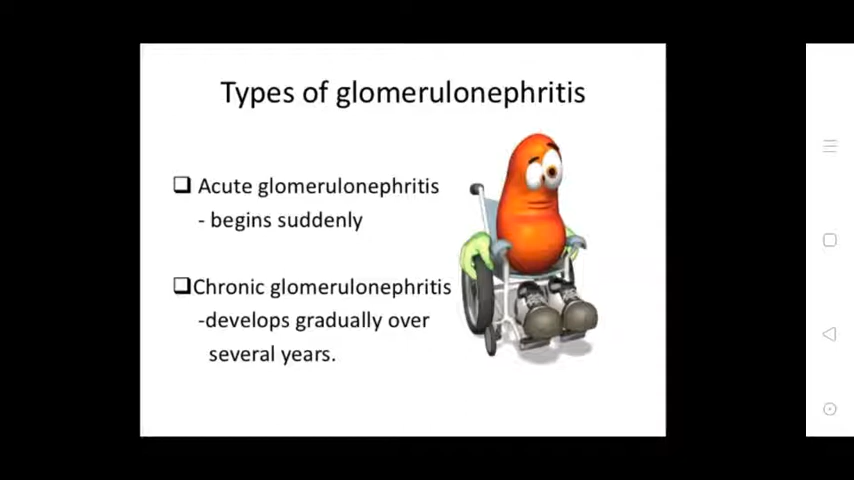 Types of glomerulonephritis
Acute glomerulonephritis
- begins suddenly
Chronic glomerulonephritis
-develops gradually over
several years.